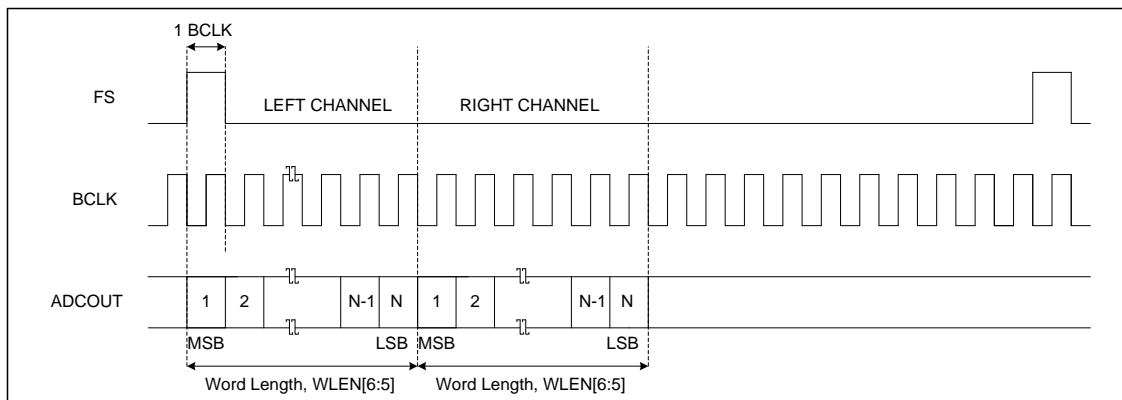 1 BCLK
FS
LEFT CHANNEL
RIGHT CHANNEL
BCLK
ADCOUT
1 2 N-1 N 1 2 N-1 N
MSB LSB MSB LSB
Word Length, WLEN[6:5] Word Length, WLEN[6:5]